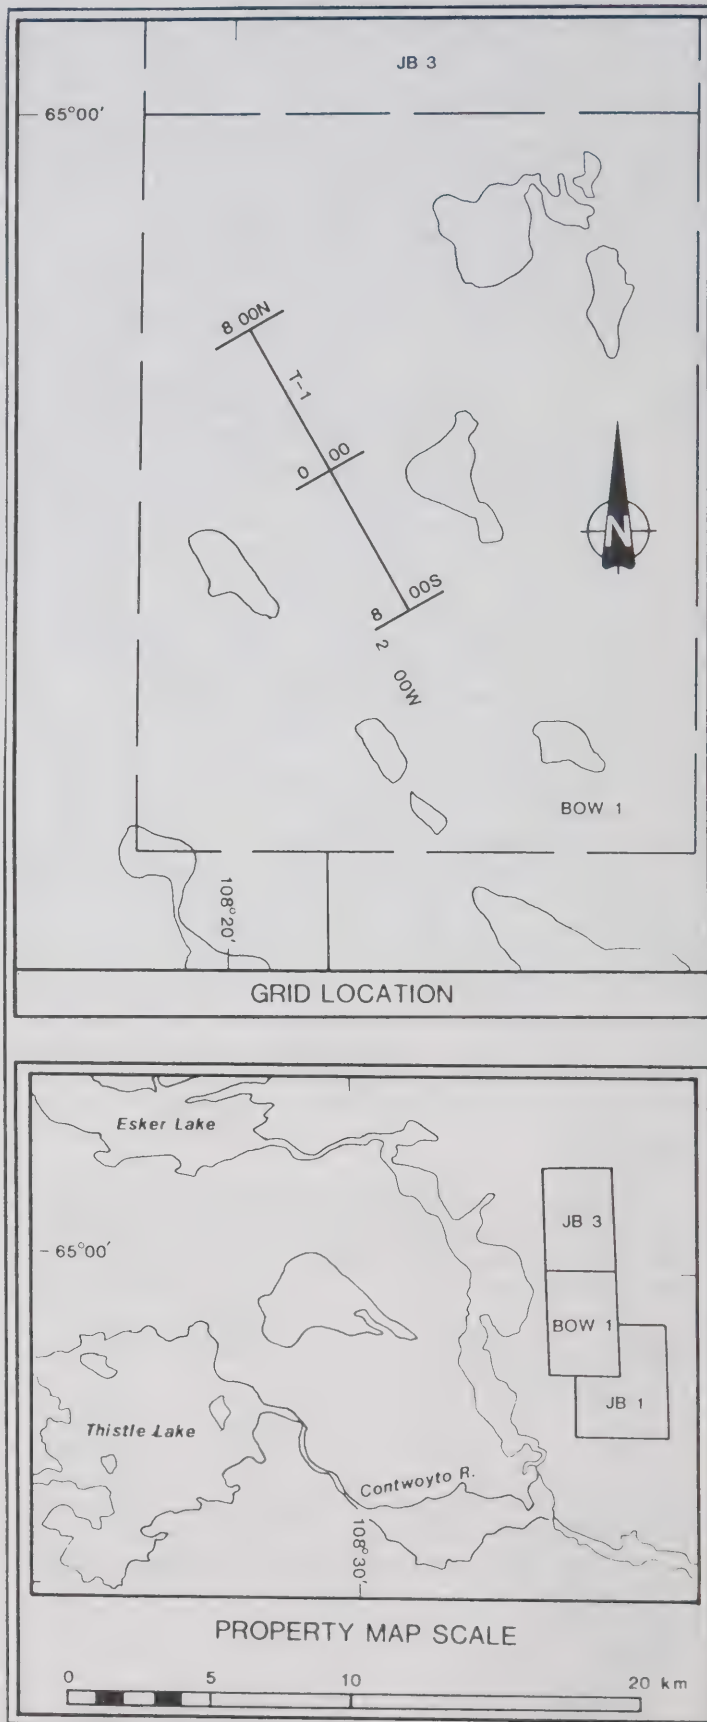 JB 3
65°00'
8 00N
T-1
0 00
N
8 00S
2 00W
BOW 1
108°20'
GRID LOCATION
Esker Lake
JB 3
65°00'
BOW 1
JB 1
Thistle Lake
Contwoyto R.
108°30'
PROPERTY MAP SCALE
0 5 10 20 km